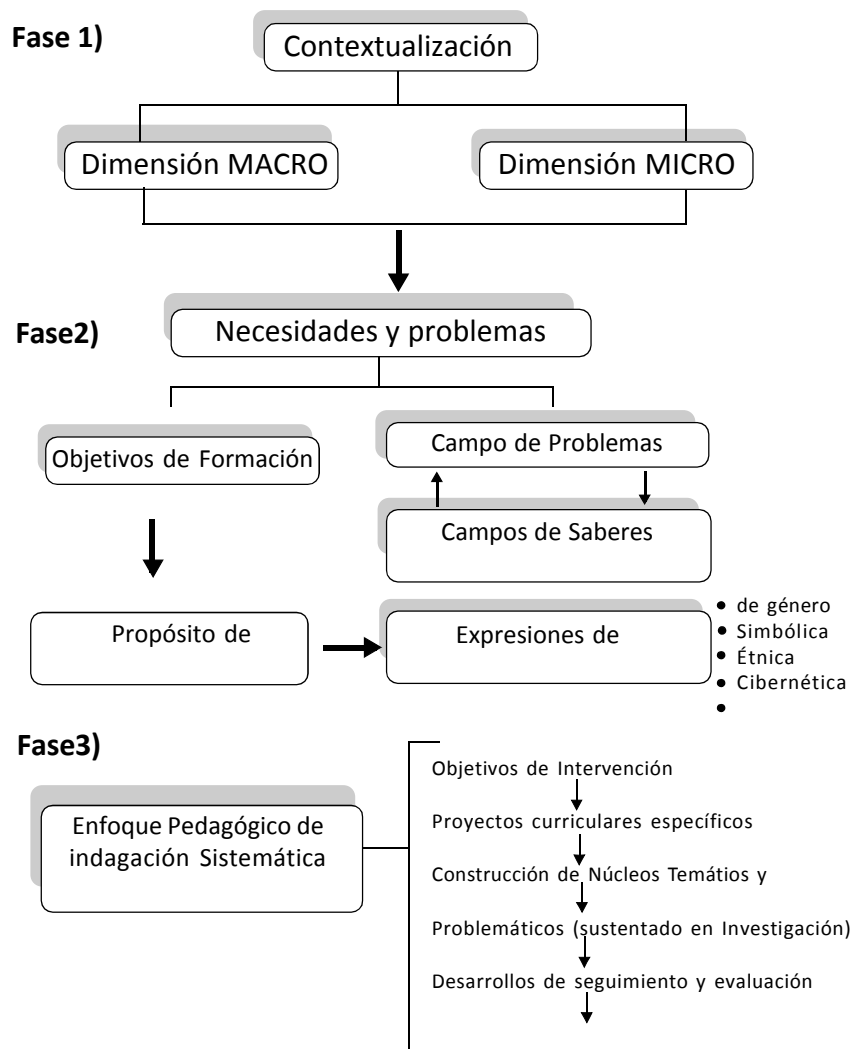 Fase 1)
Contextualización
Dimensión MACRO
Dimensión MICRO
Fase2)
Necesidades y problemas
Objetivos de Formación
Campo de Problemas
Campos de Saberes
Propósito de
Expresiones de
• de género
• Simbólica
• Étnica
• Cibernética
•
Fase3)
Enfoque Pedagógico de
indagación Sistemática
Objetivos de Intervención
Proyectos curriculares específicos
Construcción de Núcleos Temátios y
Problemáticos (sustentado en Investigación)
Desarrollos de seguimiento y evaluación